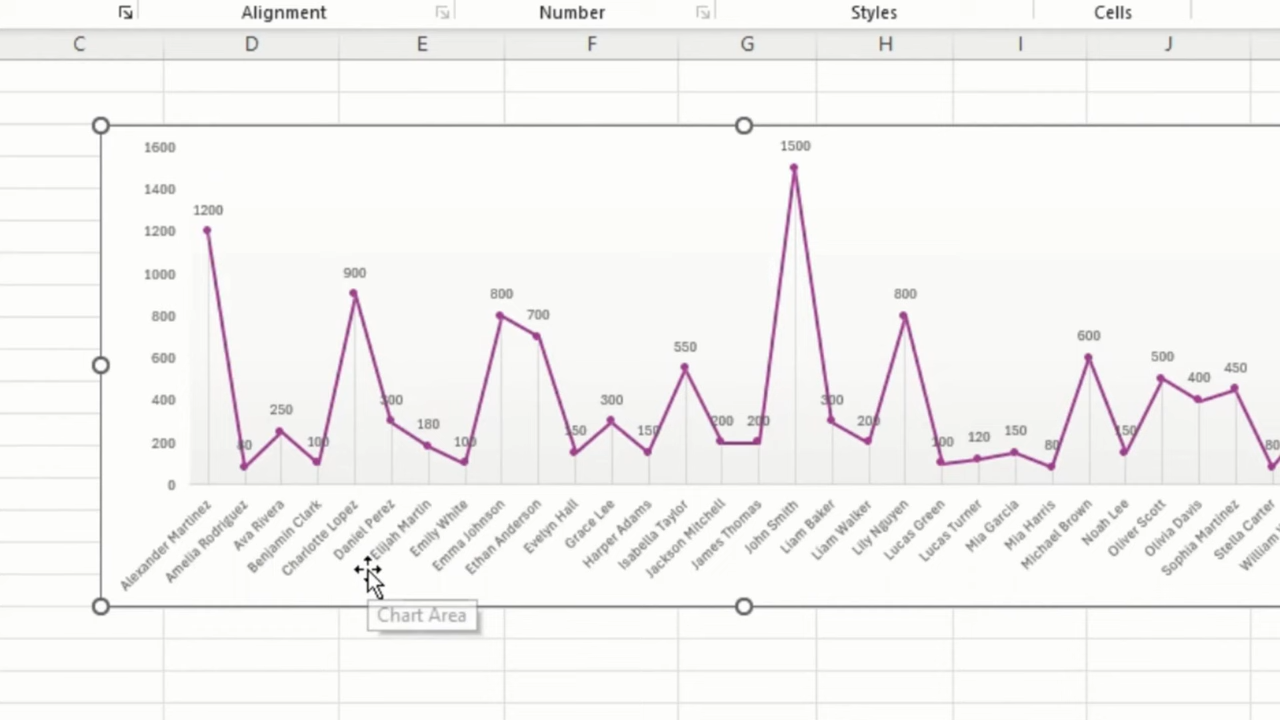 Alignment Number Styles Cells
C D E F G H I J
1600
1400
1200
1000
800
600
400
200
0
1200
80
250
100
900
300
180
100
800
700
150
300
150
550
200
200
1500
300
200
800
100
120
150
80
600
150
500
400
450
80
Alexander Martinez
Amelia Rodriguez
Ava Rivera
Benjamin Clark
Charlotte Lopez
Daniel Perez
Elijah Martin
Emily White
Emma Johnson
Ethan Anderson
Evelyn Hall
Grace Lee
Harper Adams
Isabella Taylor
Jackson Mitchell
James Thomas
John Smith
Liam Baker
Liam Walker
Lily Nguyen
Lucas Green
Lucas Turner
Mia Garcia
Mia Harris
Michael Brown
Noah Lee
Oliver Scott
Olivia Davis
Sophia Martinez
Stella Carter
William
Chart Area